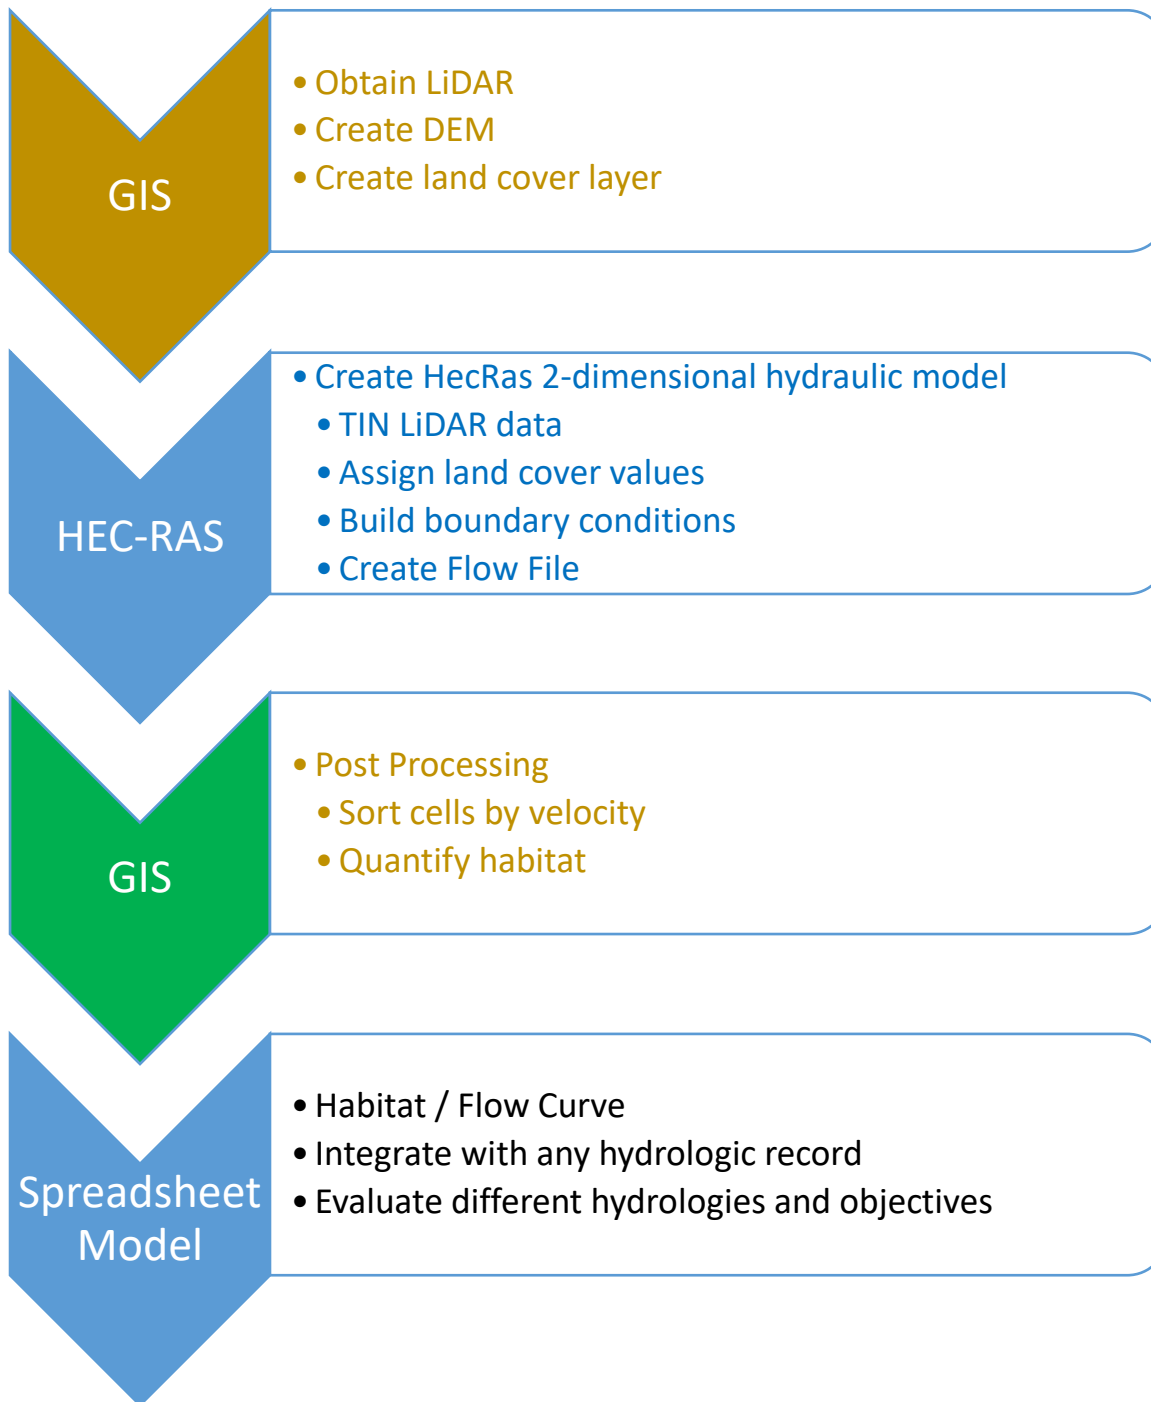 GIS
• Obtain LiDAR
• Create DEM
• Create land cover layer
HEC-RAS
• Create HecRas 2-dimensional hydraulic model
• TIN LiDAR data
• Assign land cover values
• Build boundary conditions
• Create Flow File
GIS
• Post Processing
• Sort cells by velocity
• Quantify habitat
Spreadsheet
Model
• Habitat / Flow Curve
• Integrate with any hydrologic record
• Evaluate different hydrologies and objectives